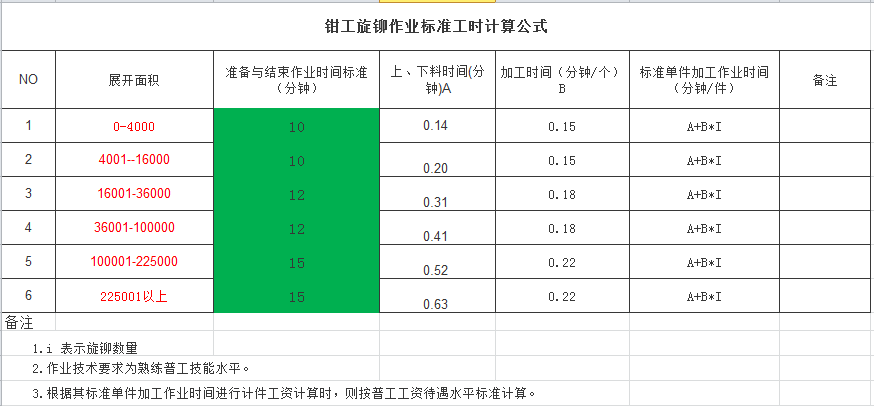 钳工旋铆作业标准工时计算公式
NO 展开面积 准备与结束作业时间标准（分钟） 上、下料时间(分钟)A 加工时间（分钟/个）B 标准单件加工作业时间（分钟/件） 备注
1 0-4000 10 0.14 0.15 A+B*I
2 4001--16000 10 0.20 0.15 A+B*I
3 16001-36000 12 0.31 0.18 A+B*I
4 36001-100000 12 0.41 0.18 A+B*I
5 100001-225000 15 0.52 0.22 A+B*I
6 225001以上 15 0.63 0.22 A+B*I
备注
1.i 表示旋铆数量
2.作业技术要求为熟练普工技能水平。
3.根据其标准单件加工作业时间进行计件工资计算时，则按普工工资待遇水平标准计算。